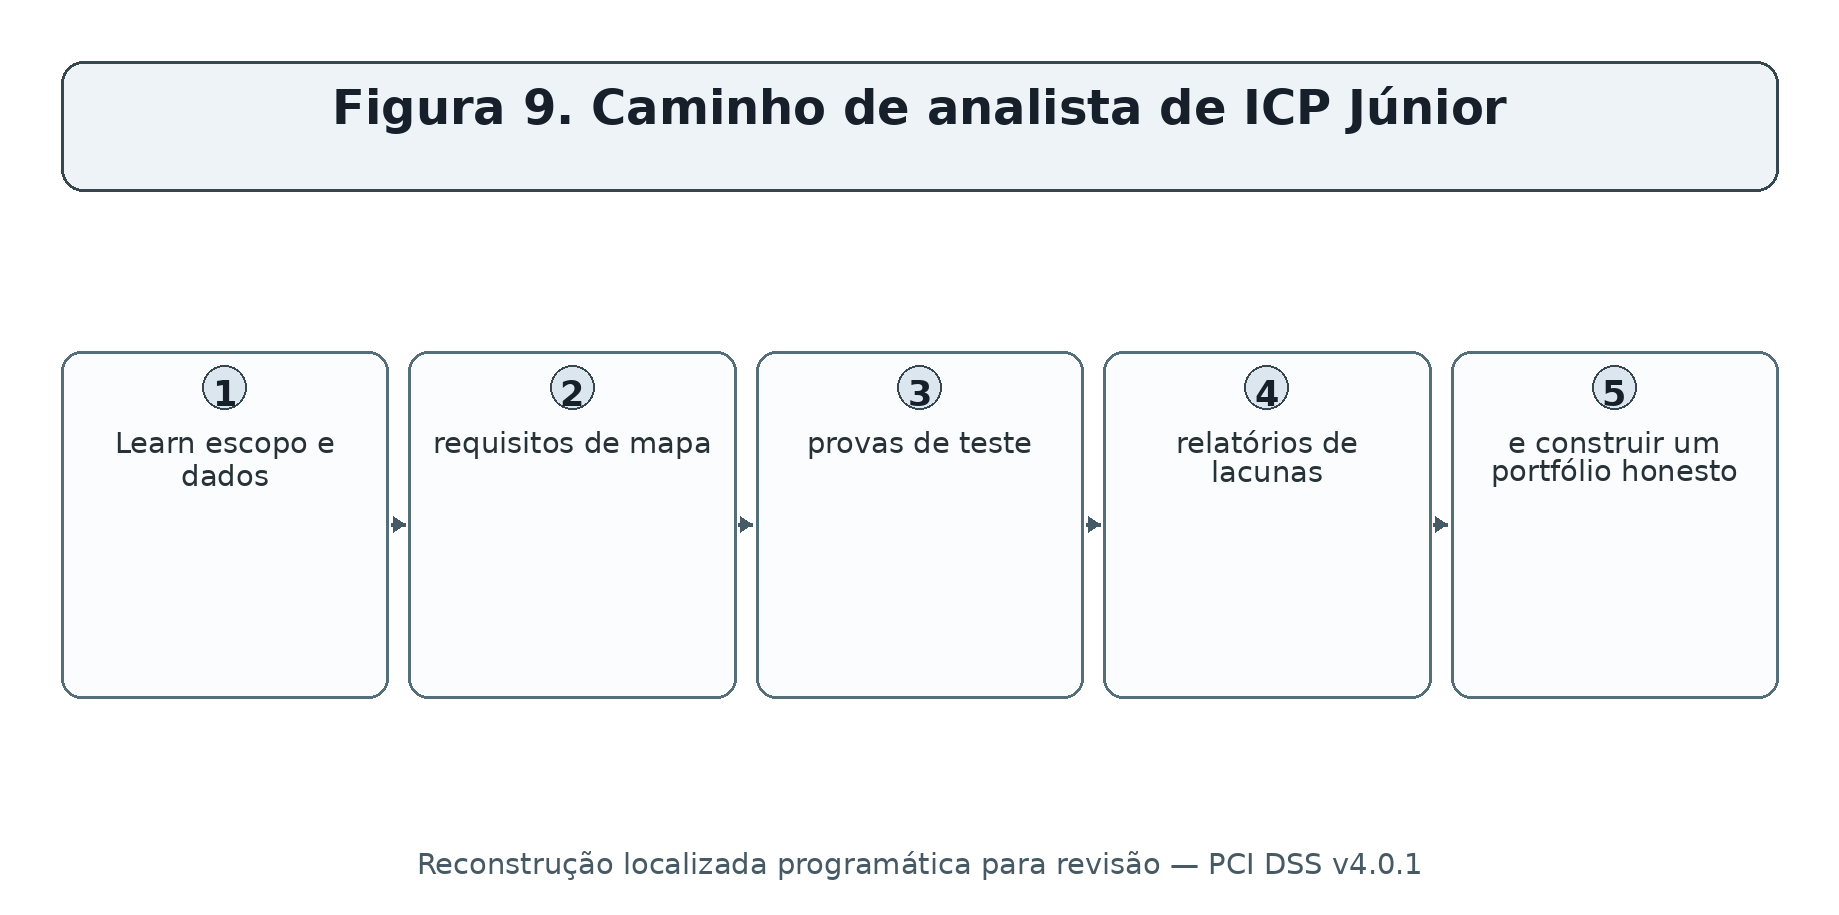 Figura 9. Caminho de analista de ICP Júnior
1
Learn escopo e
dados
2
requisitos de mapa
3
provas de teste
4
relatórios de
lacunas
5
e construir um
portfólio honesto
Reconstrução localizada programática para revisão — PCI DSS v4.0.1